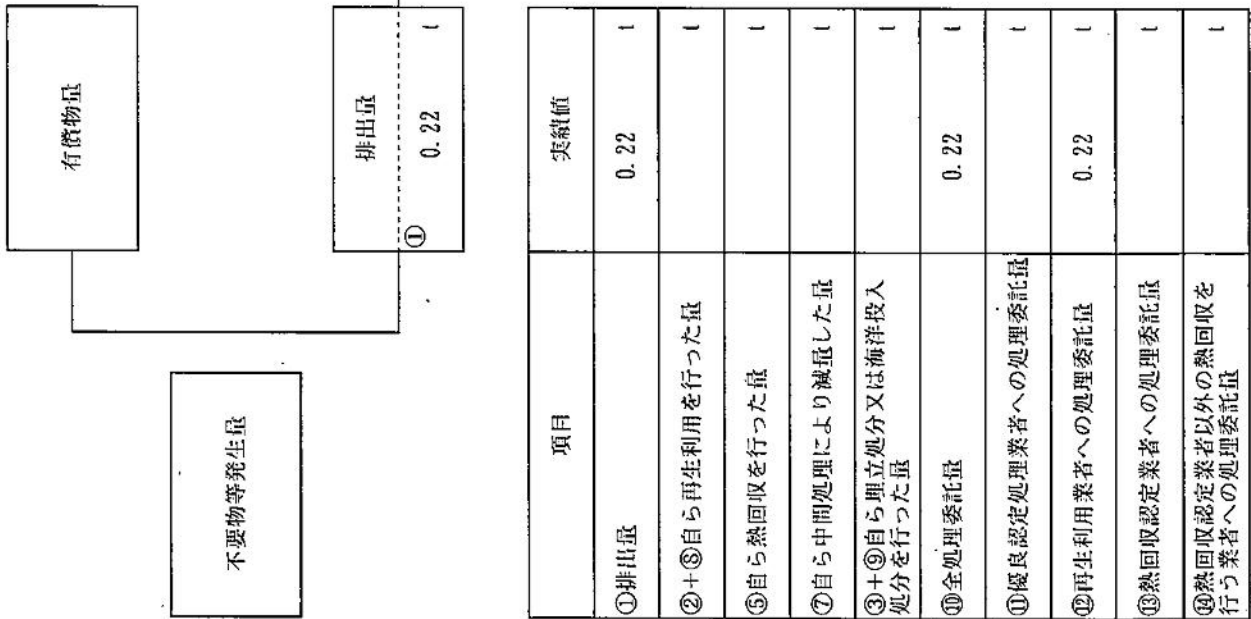 有償物量
不要物等発生量
排出量
① 0.22 t
項目 実績値
①排出量 0.22 t
②+⑧自ら再生利用を行った量 t
⑤自ら熱回収を行った量 t
⑦自ら中間処理により減量した量 t
③+⑨自ら埋立処分又は海洋投入
処分を行った量 t
⑩全処理委託量 0.22 t
⑪優良認定処理業者への処理委託量 t
⑫再生利用業者への処理委託量 0.22 t
⑬熱回収認定業者への処理委託量 t
⑭熱回収認定業者以外の熱回収を
行う業者への処理委託量 t